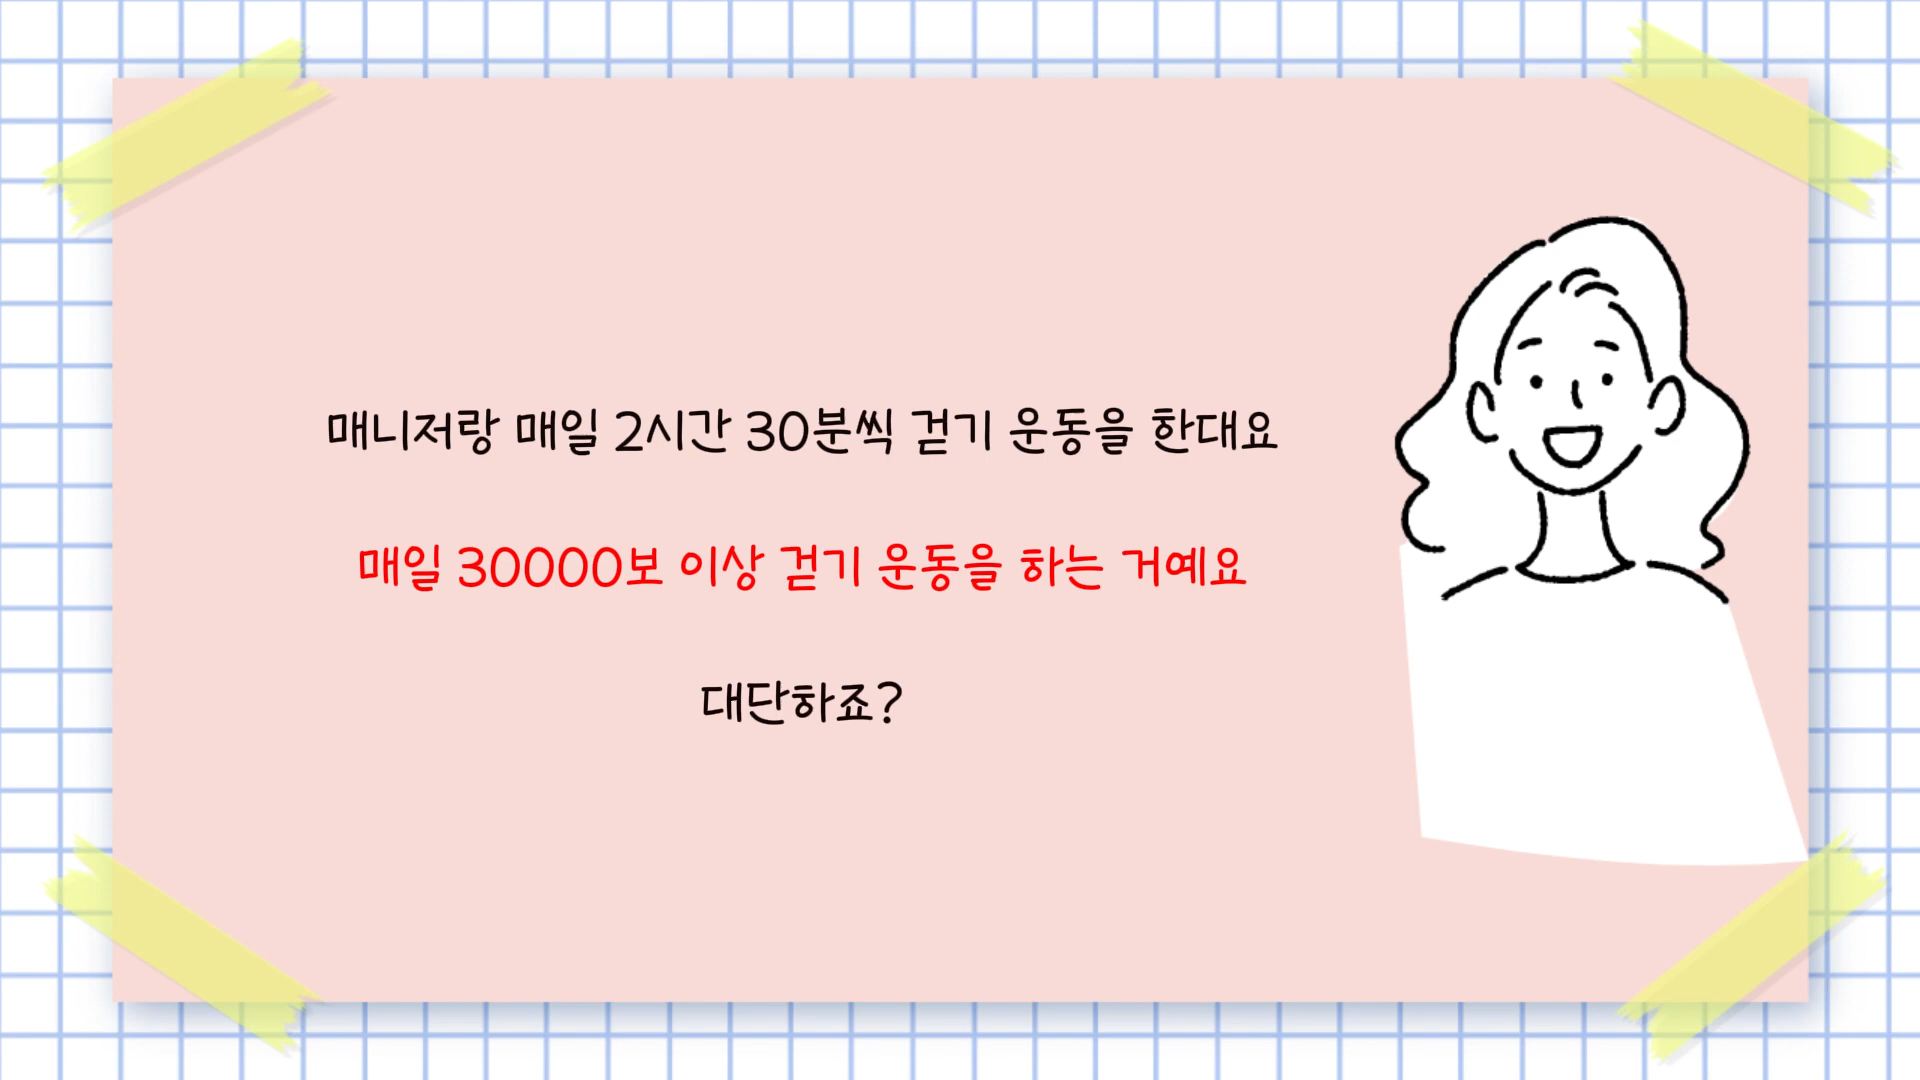 매니저랑 매일 2시간 30분씩 걷기 운동을 한대요
매일 30000보 이상 걷기 운동을 하는 거예요
대단하죠?